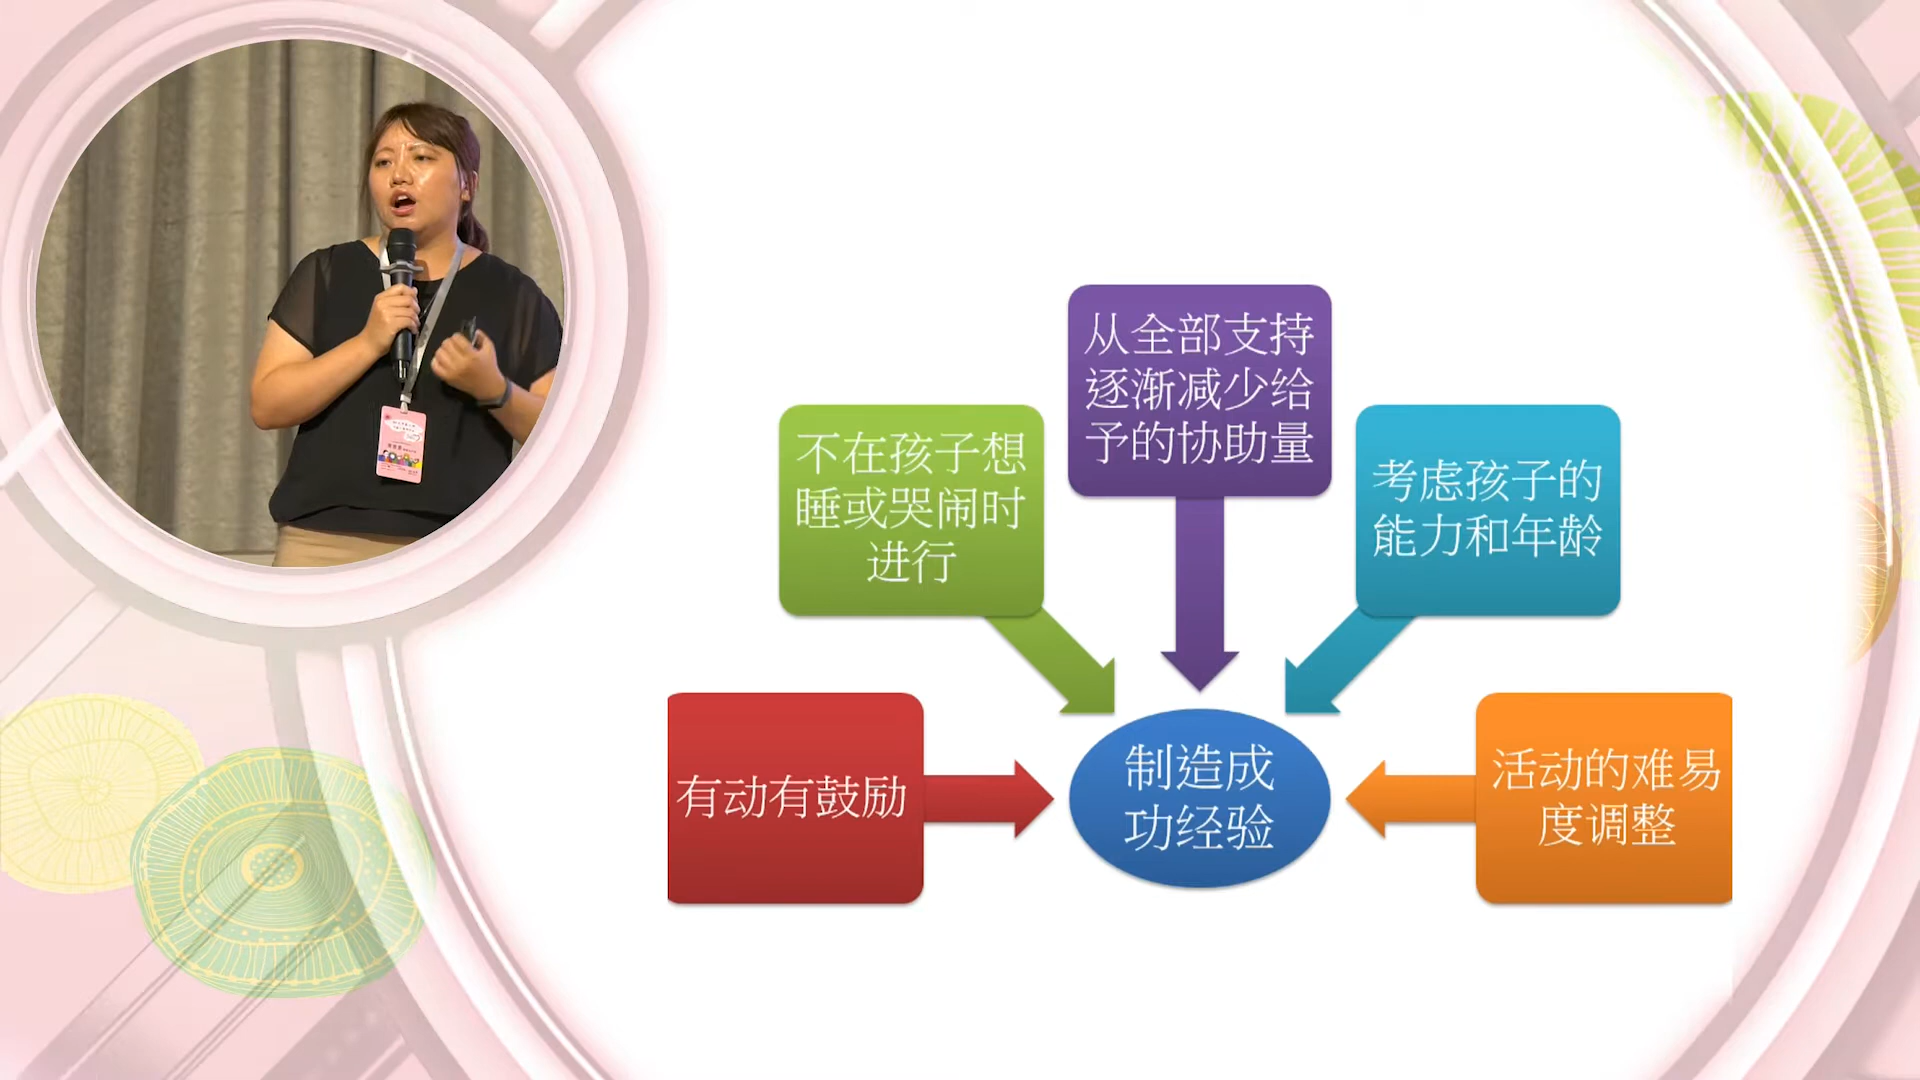 从全部支持
逐渐减少给
予的协助量
不在孩子想
睡或哭闹时
进行
考虑孩子的
能力和年龄
有动有鼓励
制造成
功经验
活动的难易
度调整